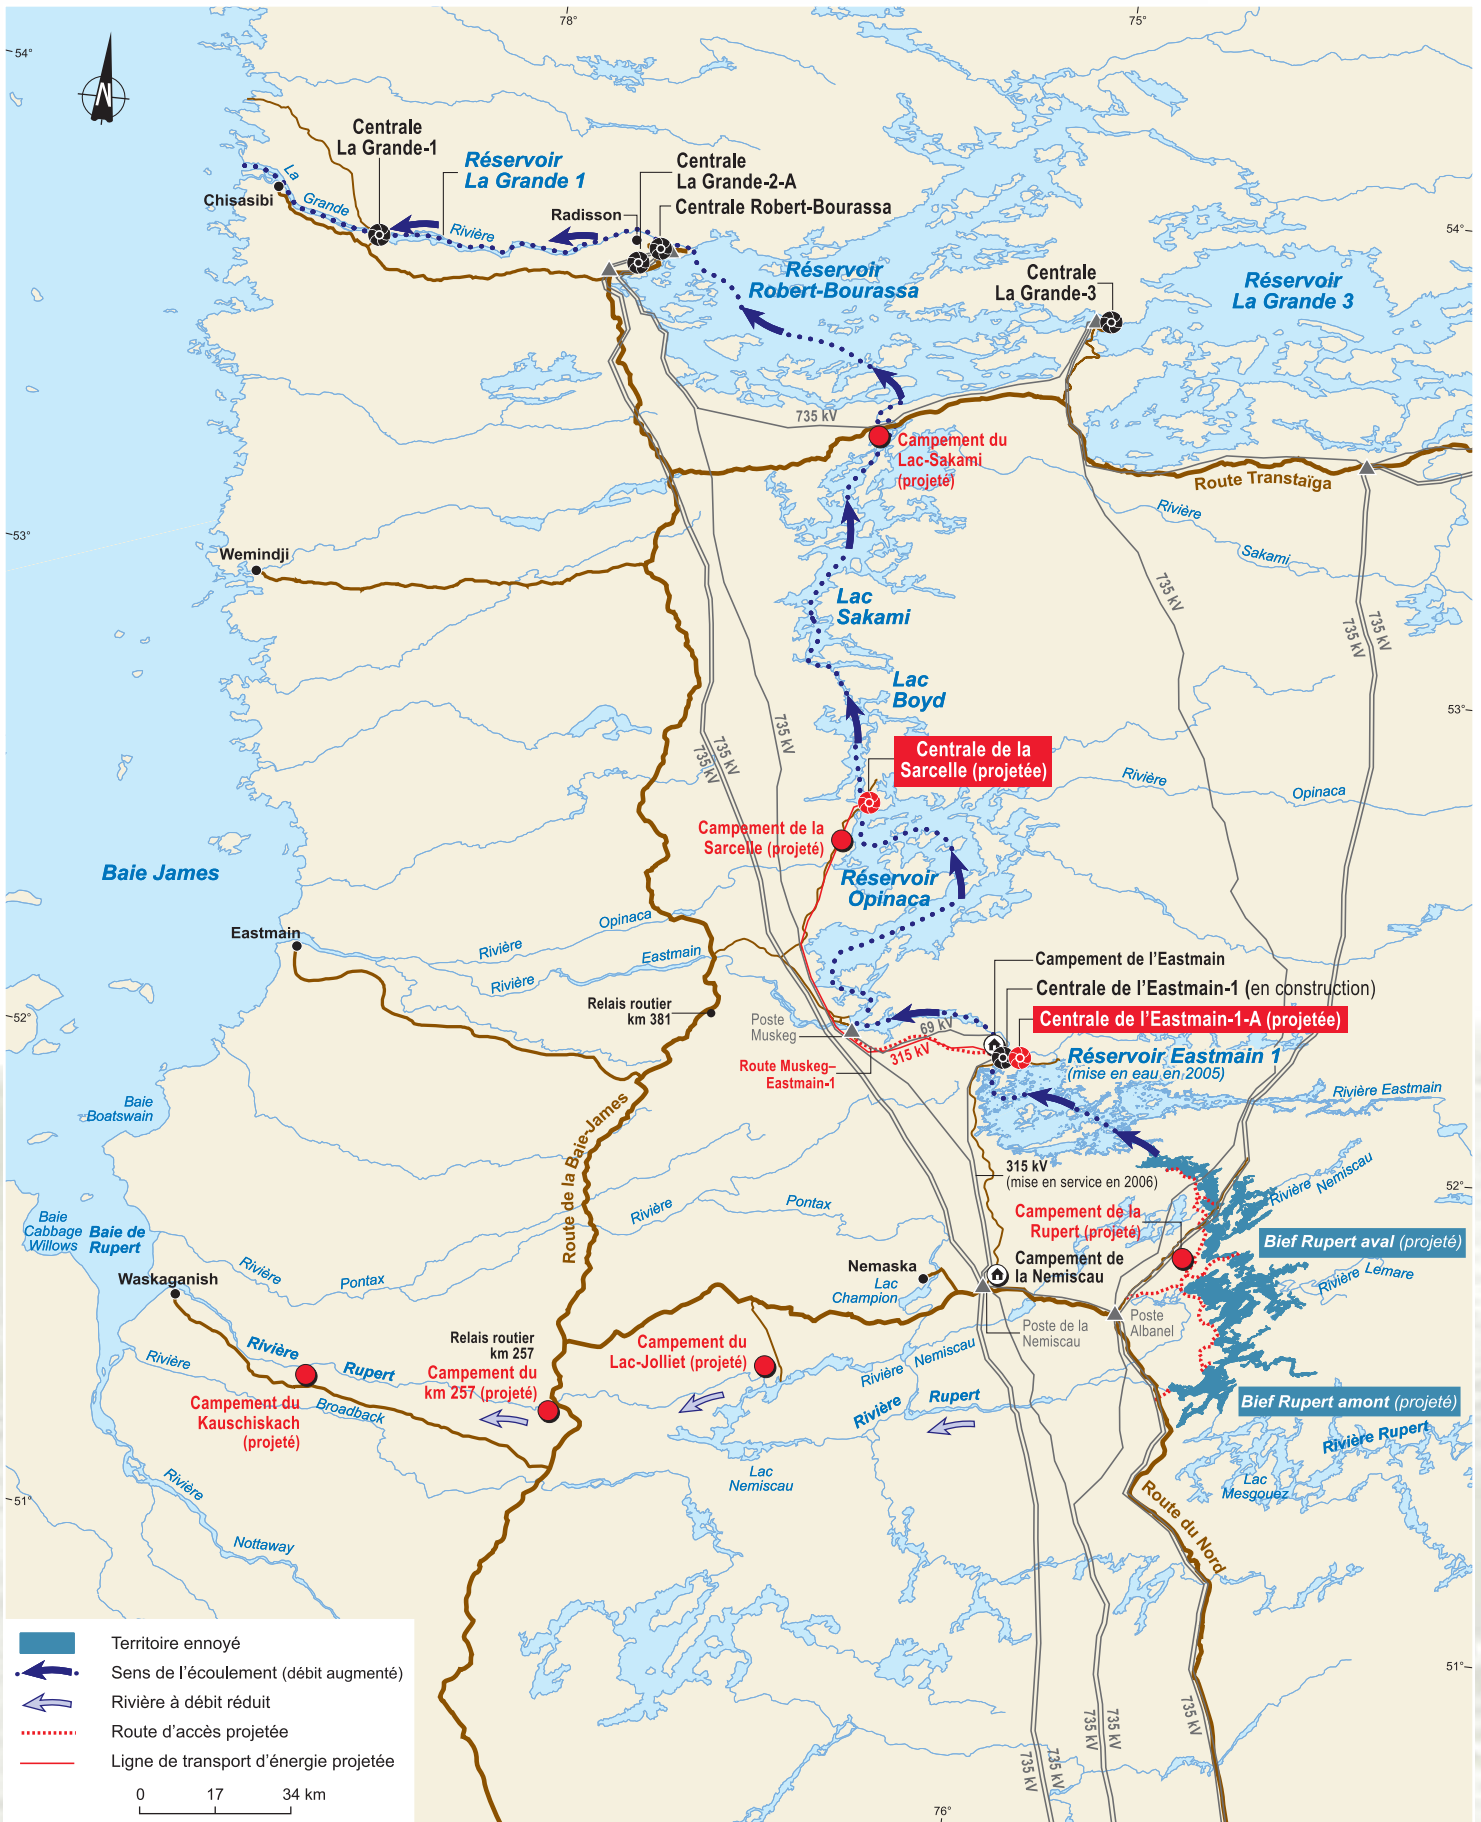 78°
75°
54°
N
Centrale
La Grande-1
Réservoir
La Grande 1
Centrale
La Grande-2-A
Centrale Robert-Bourassa
La
Grande
Rivière
Chisasibi
Radisson
54°
Réservoir
Robert-Bourassa
Centrale
La Grande-3
Réservoir
La Grande 3
735 kV
Campement du
Lac-Sakami
(projeté)
Route Transtaïga
Rivière
Sakami
53°
Wemindji
735 kV
735 kV
735 kV
Lac
Sakami
Lac
Boyd
53°
735 kV
735 kV
735 kV
Centrale de la
Sarcelle (projetée)
Rivière
Opinaca
Campement de la
Sarcelle (projeté)
Baie James
Réservoir
Opinaca
Opinaca
Rivière
Eastmain
Eastmain
Rivière
Campement de l'Eastmain
Centrale de l'Eastmain-1 (en construction)
Centrale de l'Eastmain-1-A (projetée)
Relais routier
km 381
52°
Poste
Muskeg
69 kV
315 kV
Route Muskeg–
Eastmain-1
Réservoir Eastmain 1
(mise en eau en 2005)
Rivière Eastmain
Baie
Boatswain
Route de la Baie-James
315 kV
(mise en service en 2006)
Rivière
Nemiscau
52°
Rivière
Pontax
Campement de la
Rupert (projeté)
Baie
Cabbage
Willows
Baie de
Rupert
Bief Rupert aval (projeté)
Rivière
Pontax
Waskaganish
Nemaska
Lac
Champion
Campement de
la Nemiscau
Rivière Lemare
Poste de la
Nemiscau
Poste
Albanel
Relais routier
km 257
Campement du
km 257 (projeté)
Campement du
Lac-Jolliet (projeté)
Rivière
Rupert
Rivière
Broadback
Campement du
Kauschiskach
(projeté)
Rivière Nemiscau
Rivière
Rupert
Bief Rupert amont (projeté)
Rivière Rupert
Lac
Mesgouez
Lac
Nemiscau
Rivière
Nottaway
51°
Route du Nord
51°
735 kV
735 kV
735 kV
735 kV
735 kV
76°
Territoire ennoyé
Sens de l'écoulement (débit augmenté)
Rivière à débit réduit
Route d'accès projetée
Ligne de transport d'énergie projetée
0 17 34 km